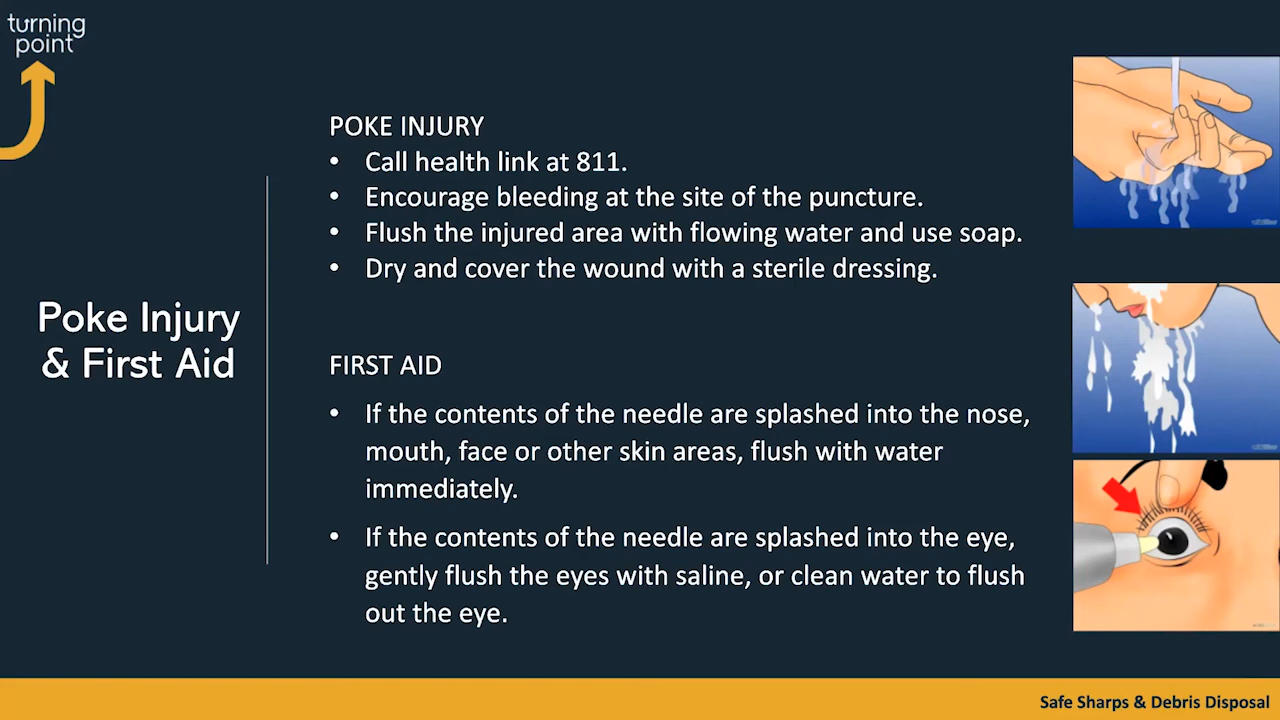 turning
point
POKE INJURY
• Call health link at 811.
• Encourage bleeding at the site of the puncture.
• Flush the injured area with flowing water and use soap.
• Dry and cover the wound with a sterile dressing.
Poke Injury
& First Aid
FIRST AID
• If the contents of the needle are splashed into the nose,
mouth, face or other skin areas, flush with water
immediately.
• If the contents of the needle are splashed into the eye,
gently flush the eyes with saline, or clean water to flush
out the eye.
Safe Sharps & Debris Disposal